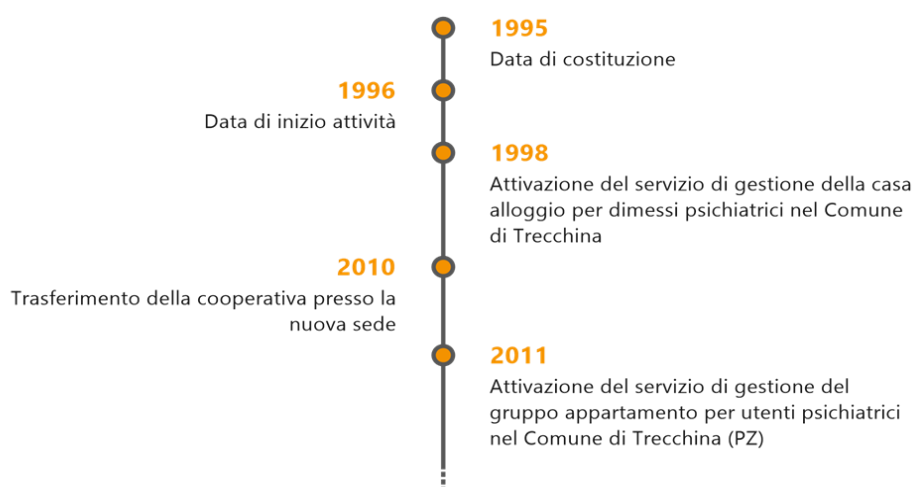 1995
Data di costituzione
1996
Data di inizio attività
1998
Attivazione del servizio di gestione della casa
alloggio per dimessi psichiatrici nel Comune
di Trecchina
2010
Trasferimento della cooperativa presso la
nuova sede
2011
Attivazione del servizio di gestione del
gruppo appartamento per utenti psichiatrici
nel Comune di Trecchina (PZ)